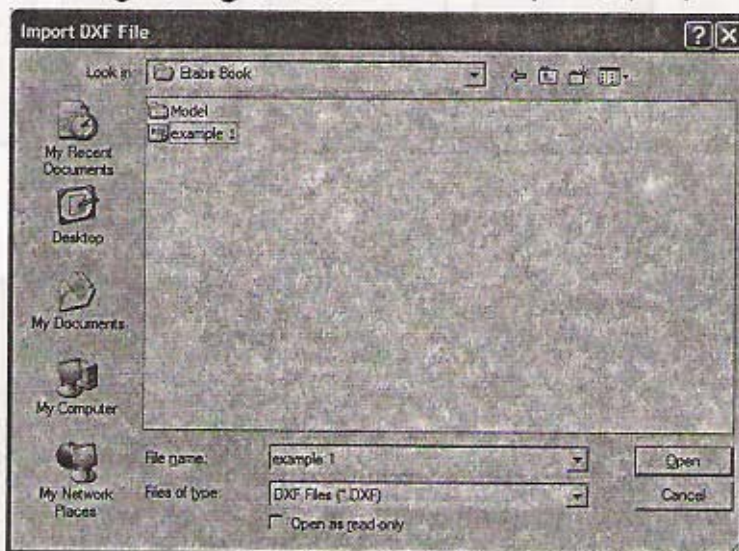 Import DXF File
Look in:
Etabs Book
Model
example 1
My Recent
Documents
Desktop
My Documents
My Computer
My Network
Places
File name:
example 1
Open
Files of type:
DXF Files (*.DXF)
Cancel
Open as read-only